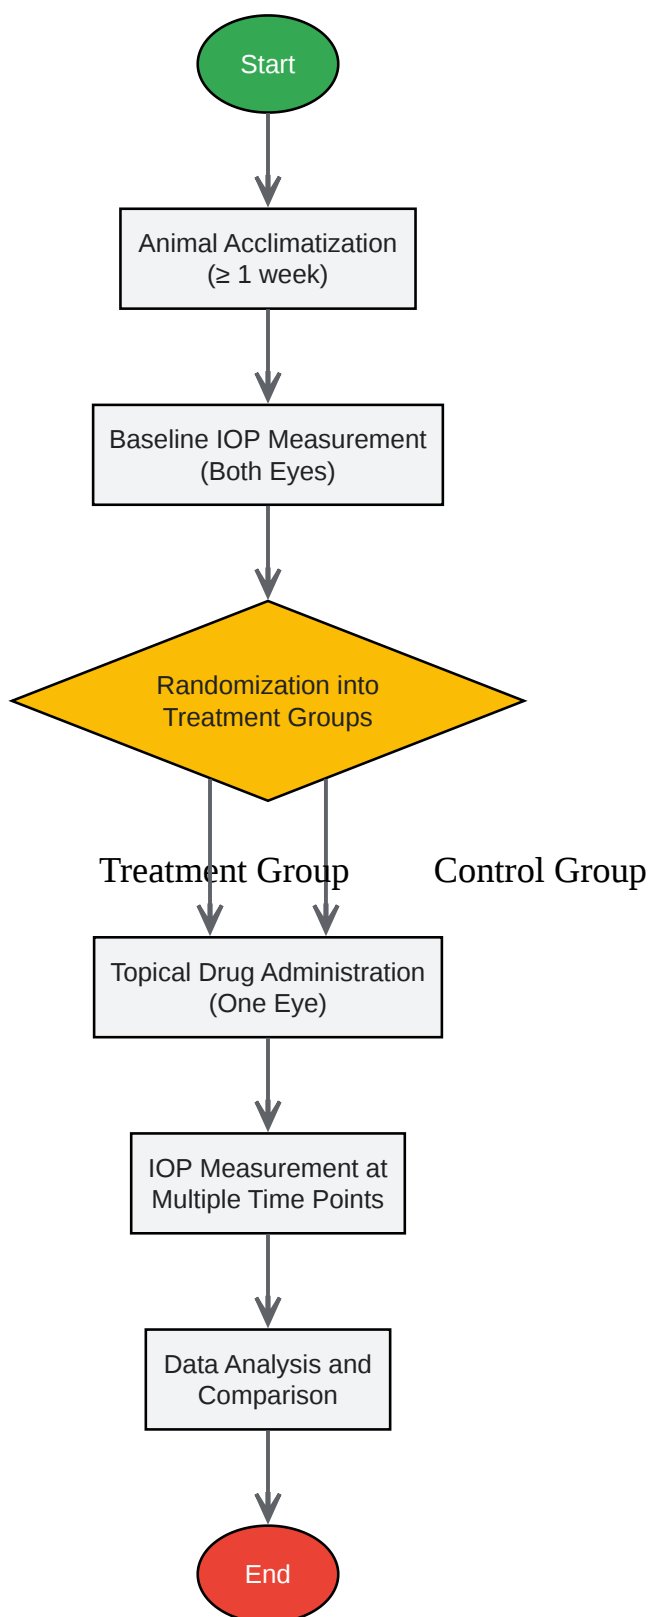 Start
Animal Acclimatization
(≥ 1 week)
Baseline IOP Measurement
(Both Eyes)
Randomization into
Treatment Groups
Treatment Group
Control Group
Topical Drug Administration
(One Eye)
IOP Measurement at
Multiple Time Points
Data Analysis and
Comparison
End